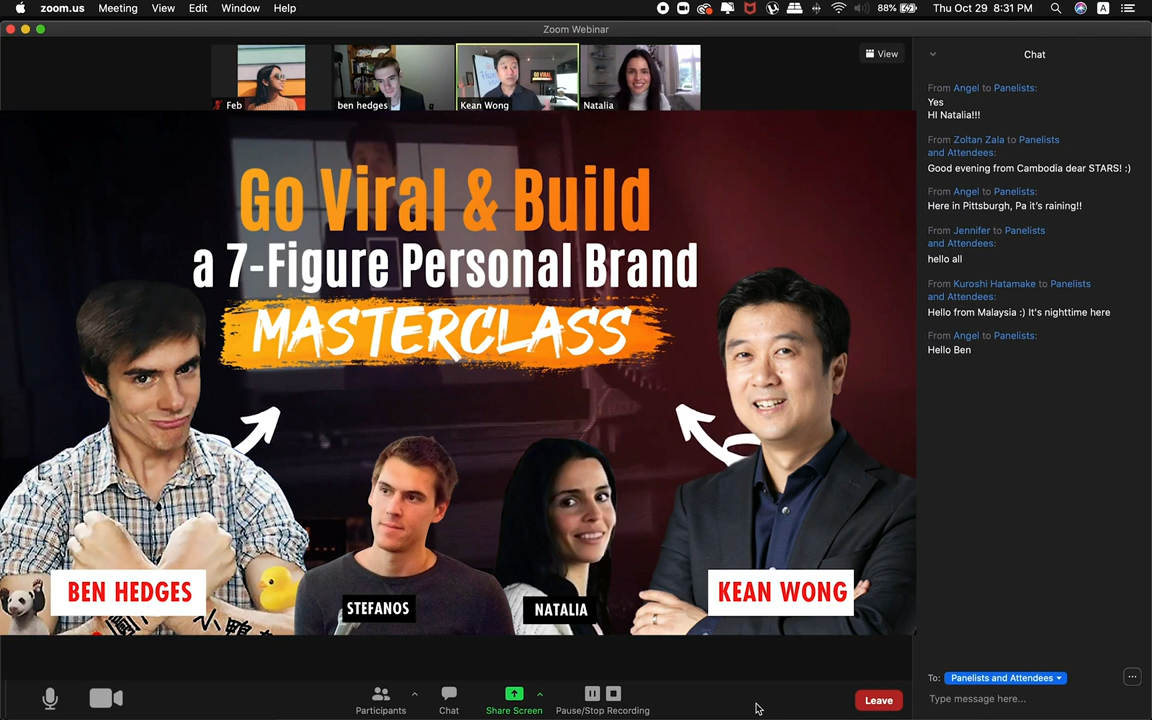 zoom.us Meeting View Edit Window Help
88% Thu Oct 29 8:31 PM A
Zoom Webinar
View
Chat
Feb
ben hedges
Kean Wong
Natalia
GO VIRAL
Go Viral & Build
a 7-Figure Personal Brand
MASTERCLASS
BEN HEDGES
STEFANOS
NATALIA
KEAN WONG
From Angel to Panelists:
Yes
HI Natalia!!!
From Zoltan Zala to Panelists
and Attendees:
Good evening from Cambodia dear STARS! :)
From Angel to Panelists:
Here in Pittsburgh, Pa it's raining!!
From Jennifer to Panelists
and Attendees:
hello all
From Kuroshi Hatamake to Panelists
and Attendees:
Hello from Malaysia :) It's nighttime here
From Angel to Panelists:
Hello Ben
To: Panelists and Attendees
Type message here...
Participants
Chat
Share Screen
Pause/Stop Recording
Leave